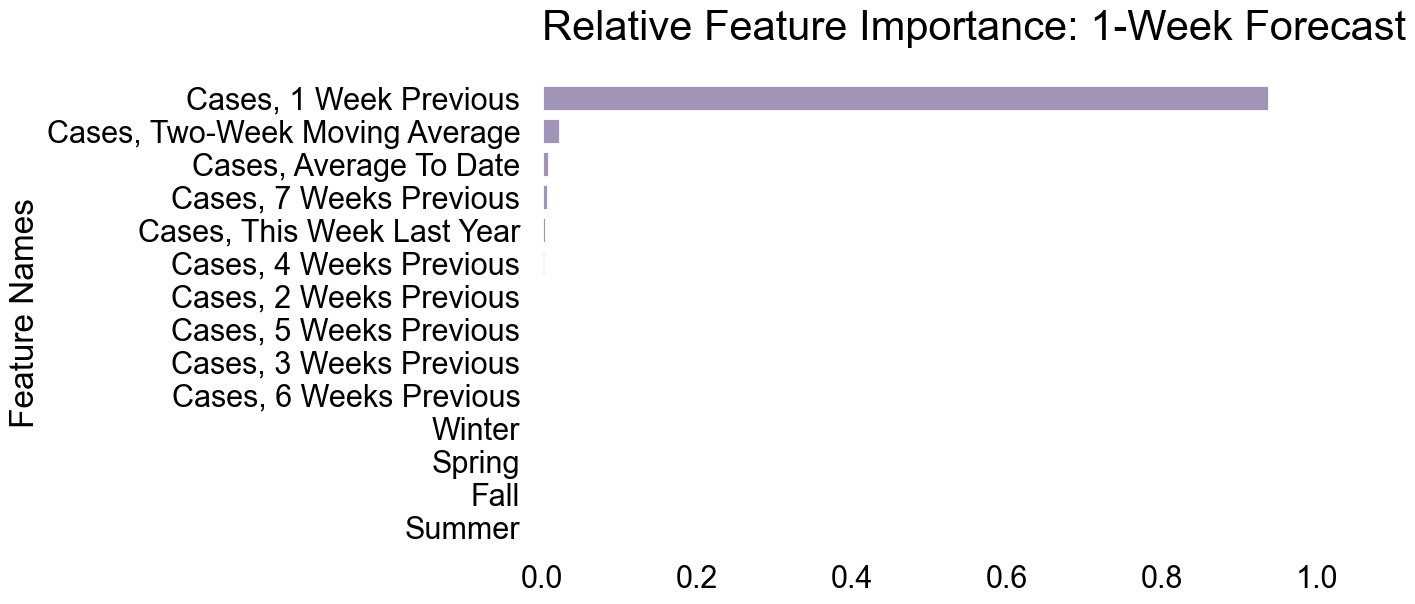 Relative Feature Importance: 1-Week Forecast
Feature Names
Cases, 1 Week Previous
Cases, Two-Week Moving Average
Cases, Average To Date
Cases, 7 Weeks Previous
Cases, This Week Last Year
Cases, 4 Weeks Previous
Cases, 2 Weeks Previous
Cases, 5 Weeks Previous
Cases, 3 Weeks Previous
Cases, 6 Weeks Previous
Winter
Spring
Fall
Summer
0.0 0.2 0.4 0.6 0.8 1.0